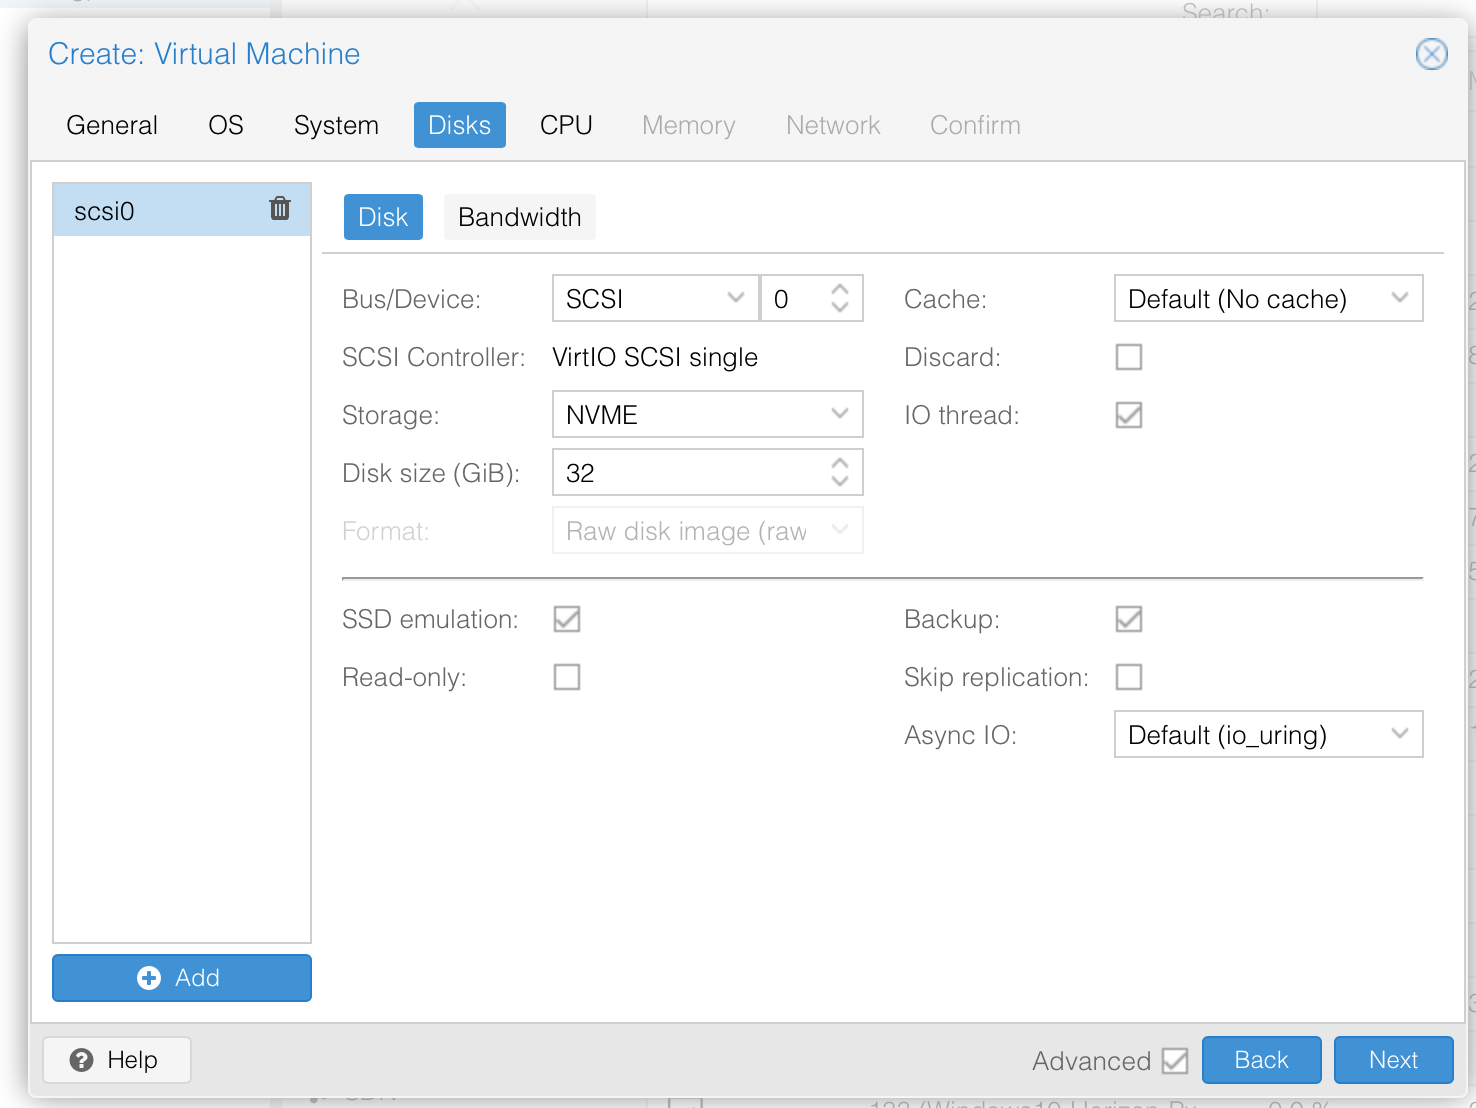 Search:
Create: Virtual Machine
General OS System Disks CPU Memory Network Confirm
scsi0
Disk Bandwidth
Bus/Device: SCSI 0 Cache: Default (No cache)
SCSI Controller: VirtIO SCSI single Discard:
Storage: NVME IO thread:
Disk size (GiB): 32
Format: Raw disk image (raw
SSD emulation: Backup:
Read-only: Skip replication:
Async IO: Default (io_uring)
Add
Help Advanced Back Next